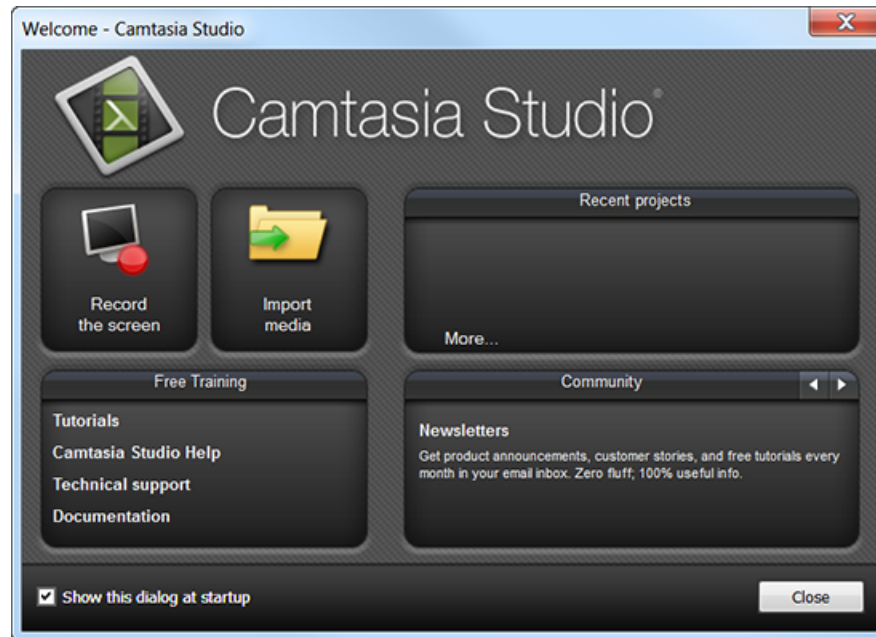 Welcome - Camtasia Studio
Camtasia Studio®
Record
the screen
Import
media
Recent projects
More...
Free Training
Tutorials
Camtasia Studio Help
Technical support
Documentation
Community
Newsletters
Get product announcements, customer stories, and free tutorials every
month in your email inbox. Zero fluff; 100% useful info.
Show this dialog at startup
Close